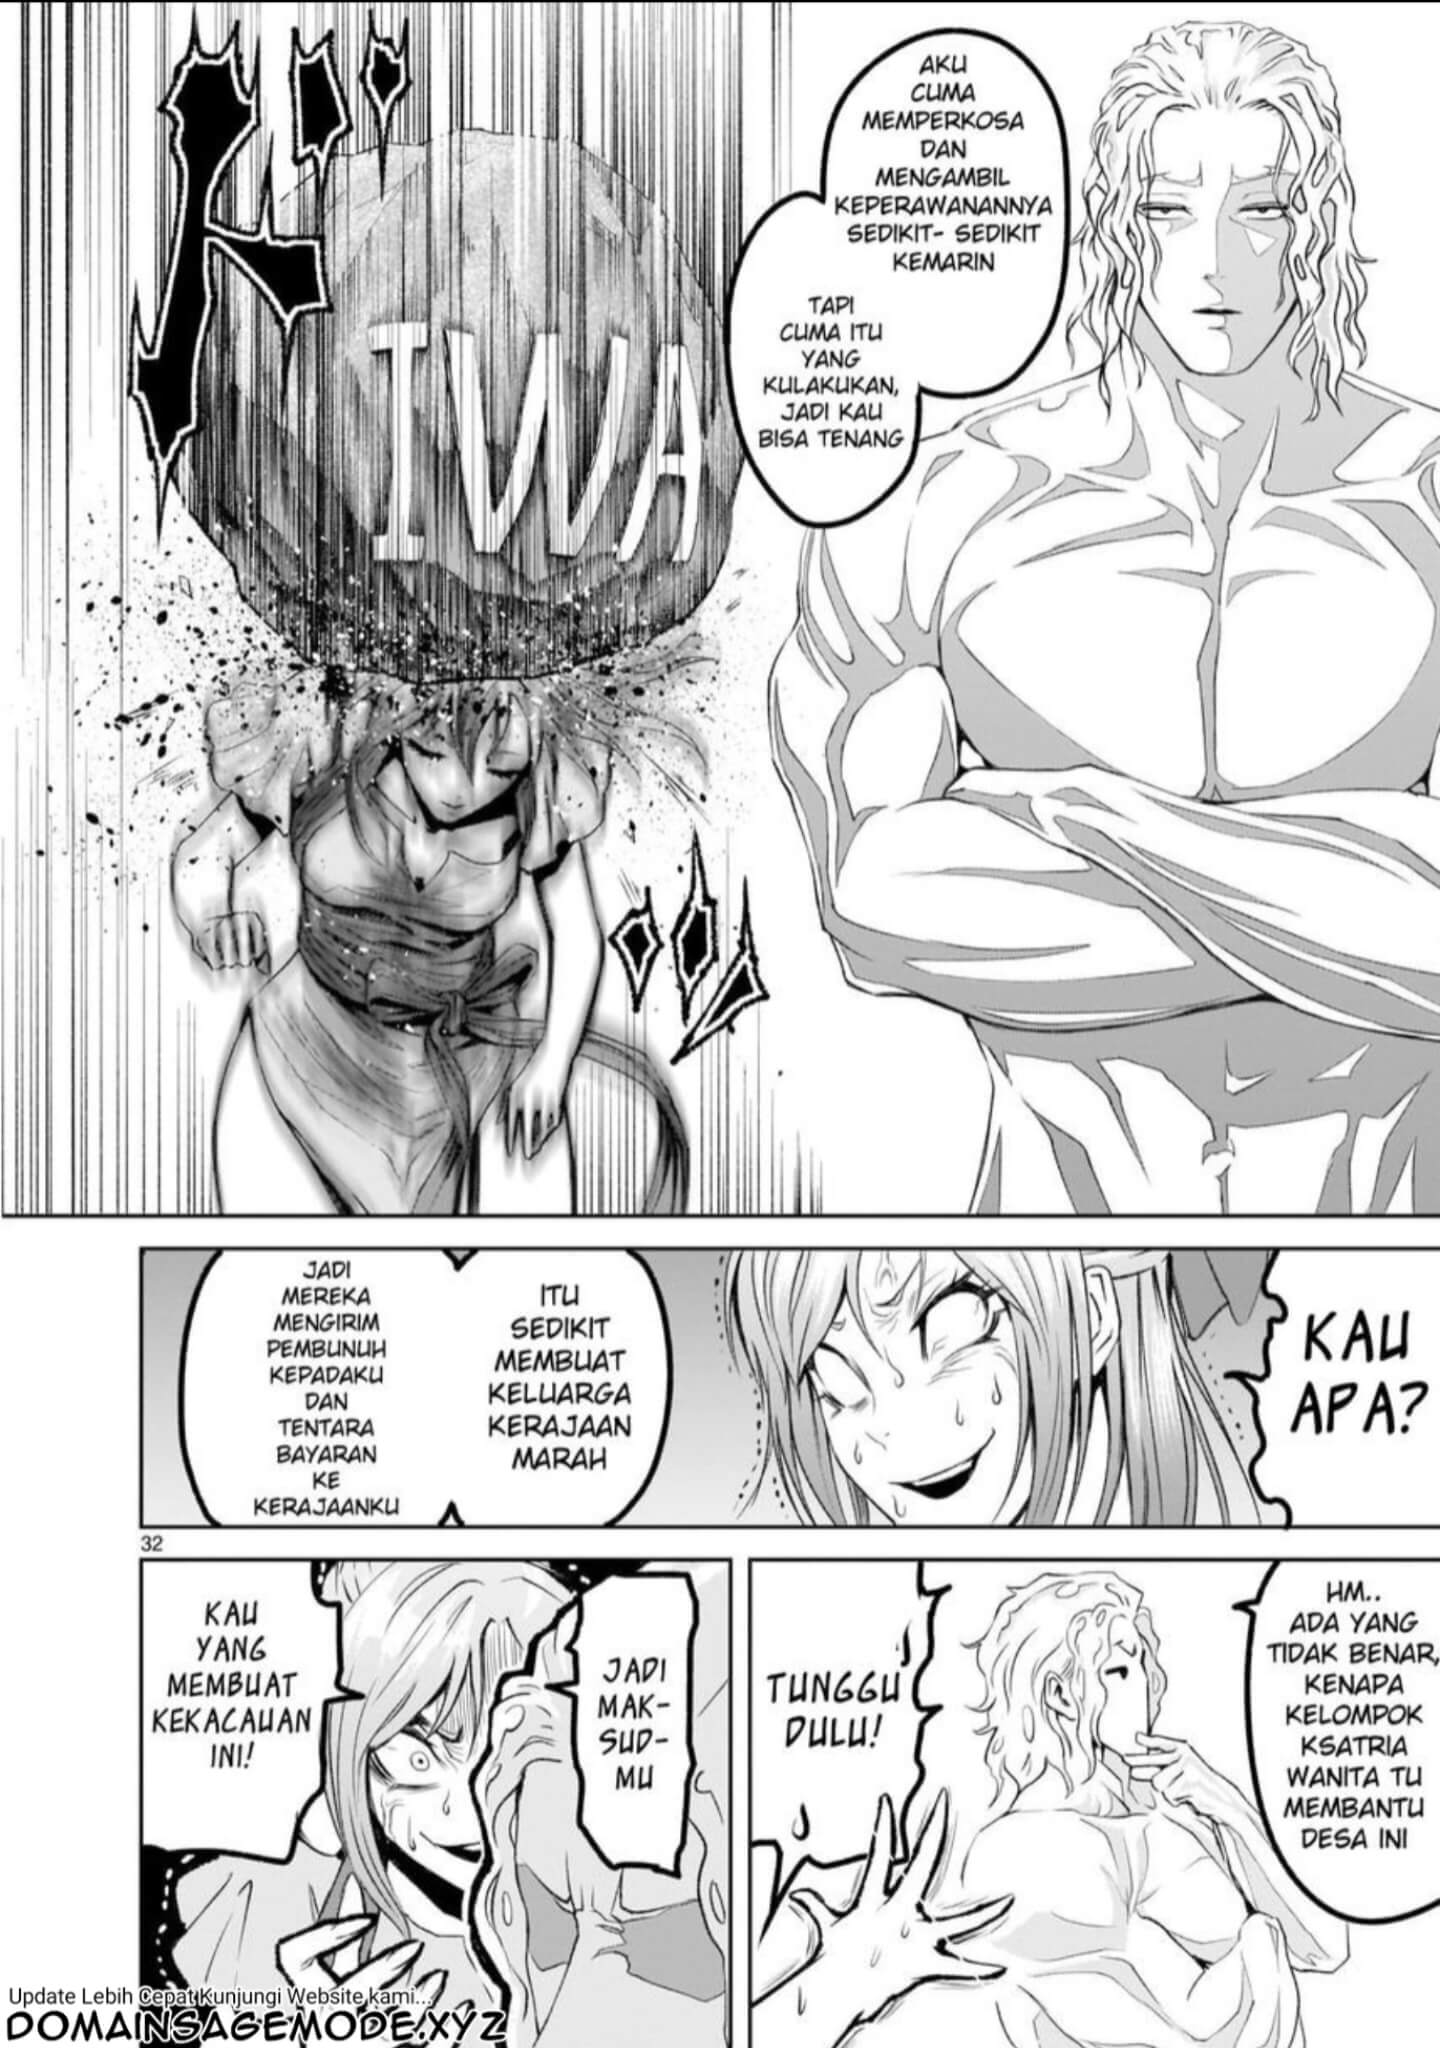 AKU
CUMA
MEMPERKOSA
DAN
MENGAMBIL
KEPERAWANANNYA
SEDIKIT- SEDIKIT
KEMARIN
TAPI
CUMA ITU
YANG
KULAKUKAN,
JADI KAU
BISA TENANG
IWA
KAU
APA?
ITU
SEDIKIT
MEMBUAT
KELUARGA
KERAJAAN
MARAH
JADI
MEREKA
MENGIRIM
PEMBUNUH
KEPADAKU
DAN
TENTARA
BAYARAN
KE
KERAJAANKU
32
HM..
ADA YANG
TIDAK BENAR,
KENAPA
KELOMPOK
KSATRIA
WANITA TU
MEMBANTU
DESA INI
TUNGGU
DULU!
JADI
MAK-
SUD-
MU
KAU
YANG
MEMBUAT
KEKACAUAN
INI!
Update Lebih Cepat Kunjungi Website kami...
DOMAINSAGEMODE.XYZ